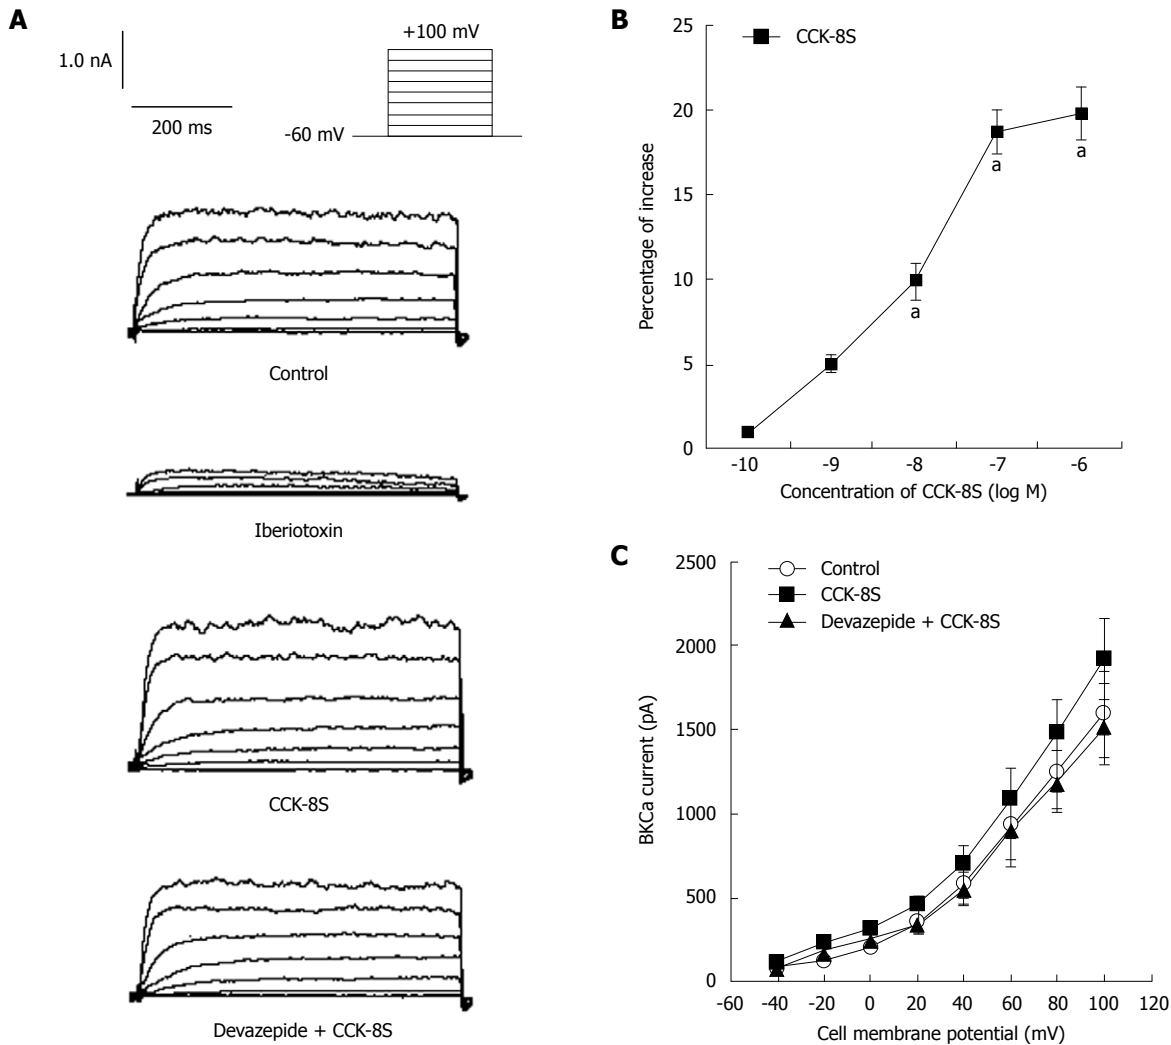 A
1.0 nA
200 ms
+100 mV
-60 mV
Control
Iberiotoxin
CCK-8S
Devazepide + CCK-8S
B
CCK-8S
Percentage of increase
25
20
15
10
5
0
a
a
a
-10
-9
-8
-7
-6
Concentration of CCK-8S (log M)
C
Control
CCK-8S
Devazepide + CCK-8S
BKCa current (pA)
2500
2000
1500
1000
500
0
-60
-40
-20
0
20
40
60
80
100
120
Cell membrane potential (mV)